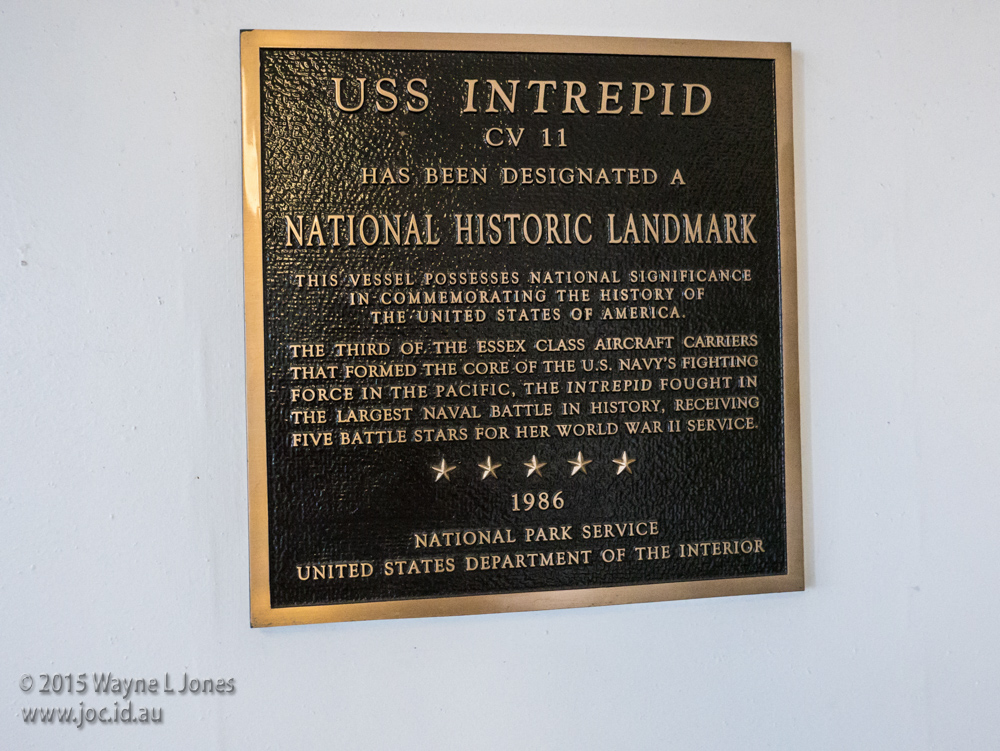 USS INTREPID
CV 11
HAS BEEN DESIGNATED A
NATIONAL HISTORIC LANDMARK
THIS VESSEL POSSESSES NATIONAL SIGNIFICANCE
IN COMMEMORATING THE HISTORY OF
THE UNITED STATES OF AMERICA.
THE THIRD OF THE ESSEX CLASS AIRCRAFT CARRIERS
THAT FORMED THE CORE OF THE U.S. NAVY'S FIGHTING
FORCE IN THE PACIFIC, THE INTREPID FOUGHT IN
THE LARGEST NAVAL BATTLE IN HISTORY, RECEIVING
FIVE BATTLE STARS FOR HER WORLD WAR II SERVICE.
1986
NATIONAL PARK SERVICE
UNITED STATES DEPARTMENT OF THE INTERIOR
© 2015 Wayne L Jones
www.joc.id.au